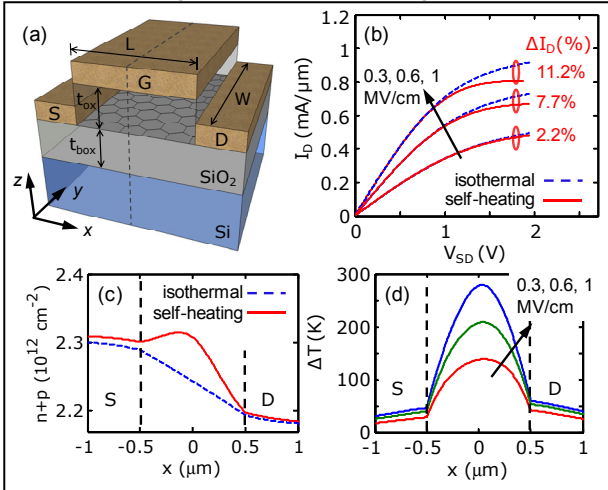 (a)
L
G
W
S
t_ox
D
t_box
SiO₂
Si
z
y
x
(b)
I_D (mA/μm)
1.2
1
0.8
0.6
0.4
0.2
0
0 1 2 3
V_SD (V)
ΔI_D(%)
11.2%
7.7%
2.2%
0.3, 0.6, 1
MV/cm
isothermal
self-heating
(c)
n+p (10¹² cm⁻²)
2.4
2.3
2.2
isothermal
self-heating
S D
-1 -0.5 0 0.5 1
x (μm)
(d)
ΔT (K)
300
250
200
150
100
50
0
0.3, 0.6, 1
MV/cm
S D
-1 -0.5 0 0.5 1
x (μm)